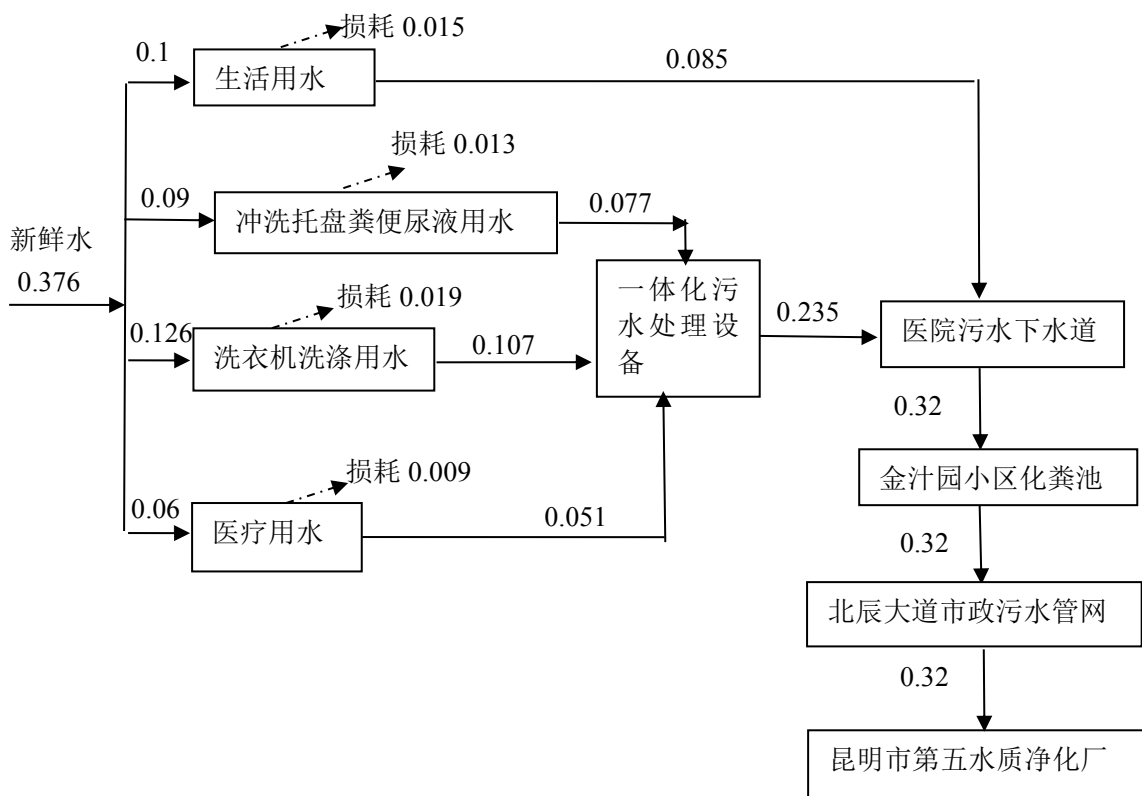 损耗 0.015
0.1
生活用水
0.085
损耗 0.013
0.09
冲洗托盘粪便尿液用水
0.077
新鲜水
0.376
损耗 0.019
0.126
洗衣机洗涤用水
0.107
一体化污
水处理设
备
0.235
医院污水下水道
0.32
金汁园小区化粪池
损耗 0.009
0.06
医疗用水
0.051
0.32
北辰大道市政污水管网
0.32
昆明市第五水质净化厂